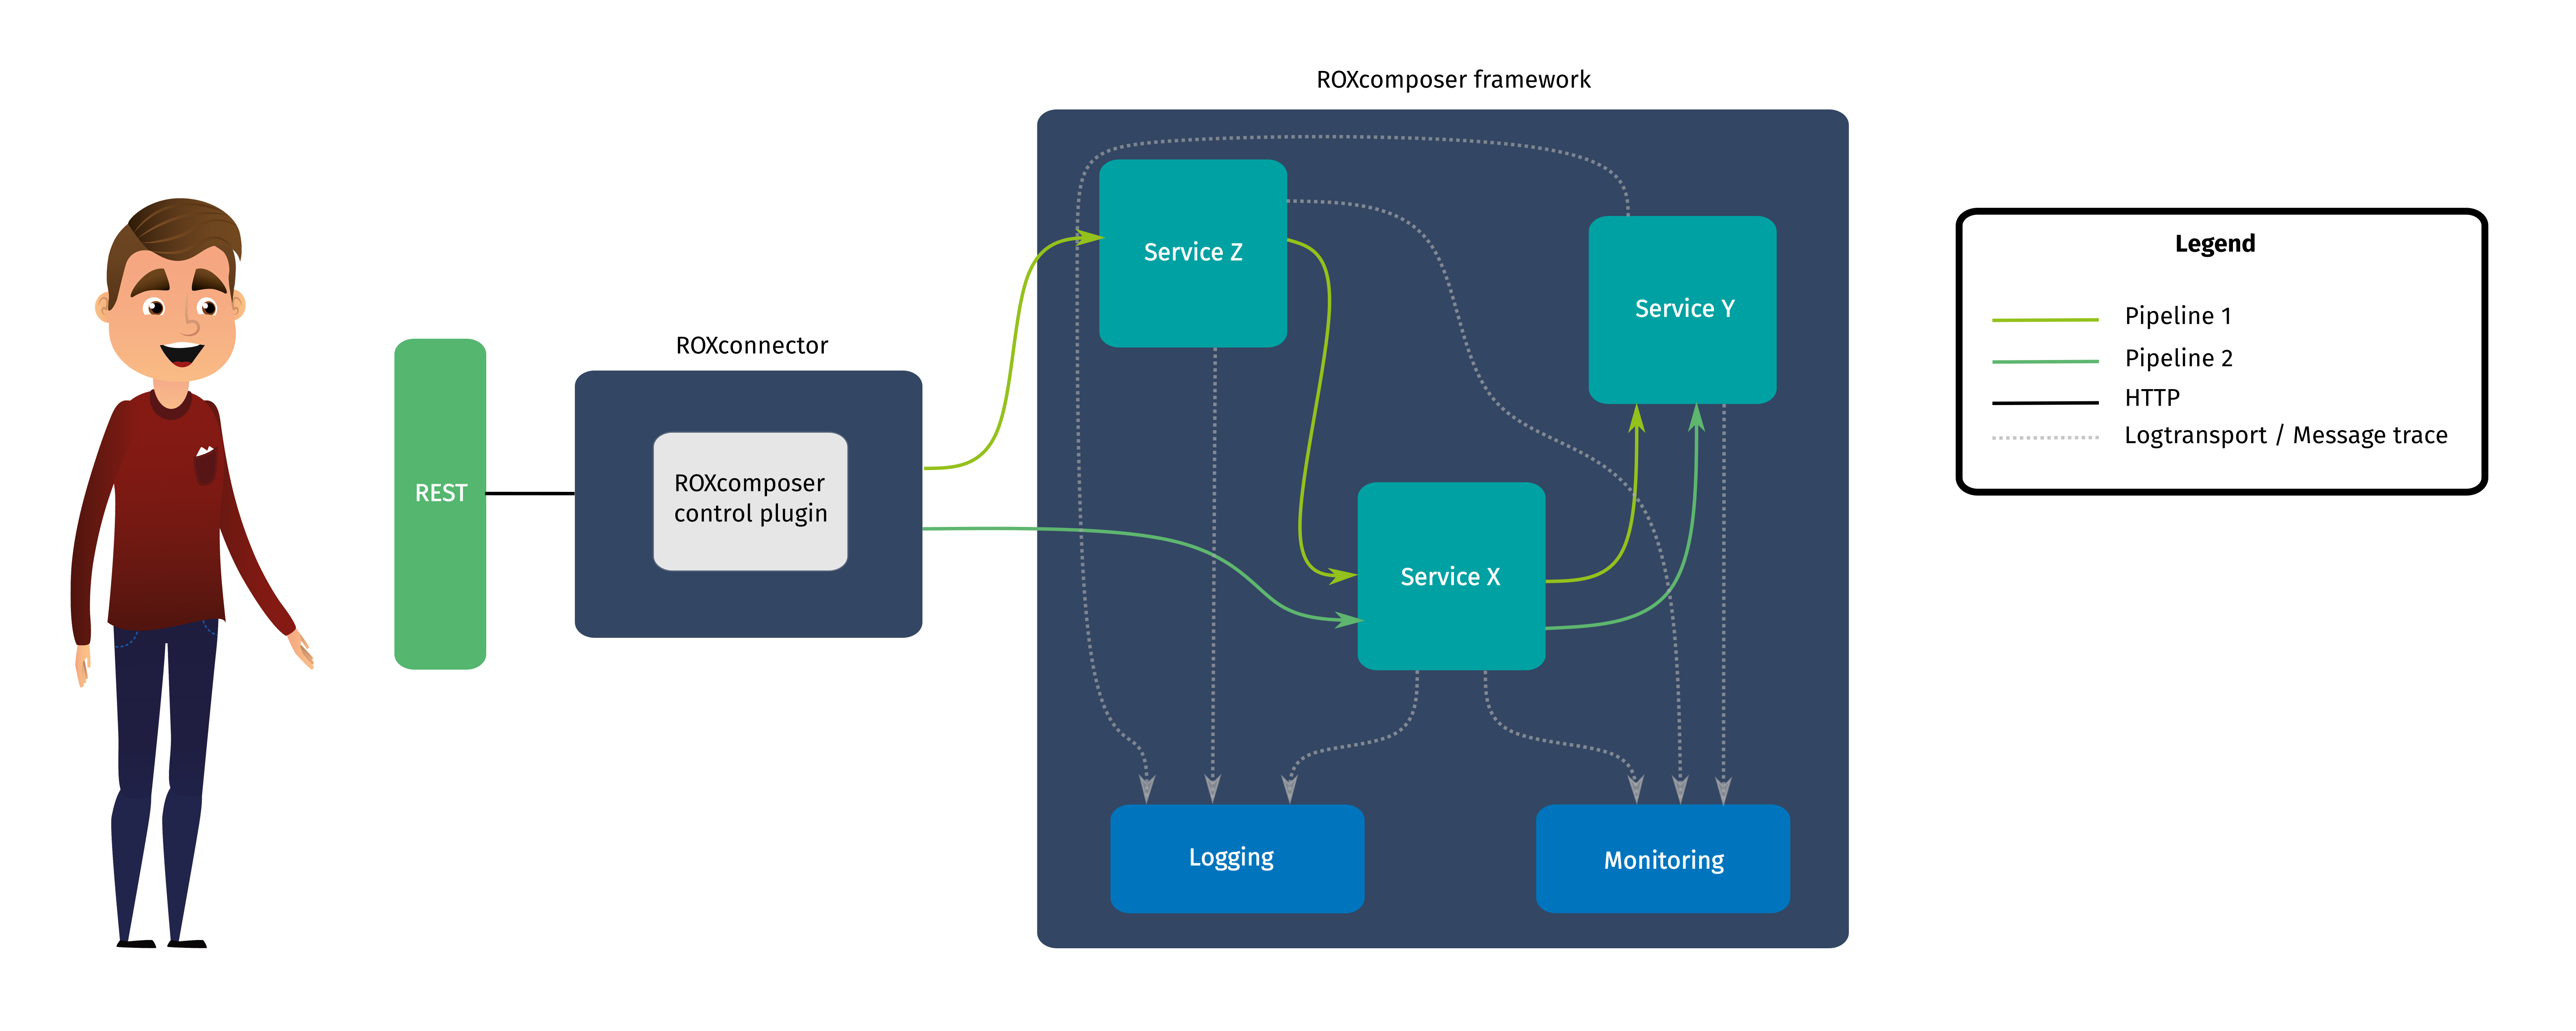 ROXcomposer framework
Service Z
Service Y
Legend
Pipeline 1
Pipeline 2
HTTP
Logtransport / Message trace
ROXconnector
REST
ROXcomposer
control plugin
Service X
Logging
Monitoring